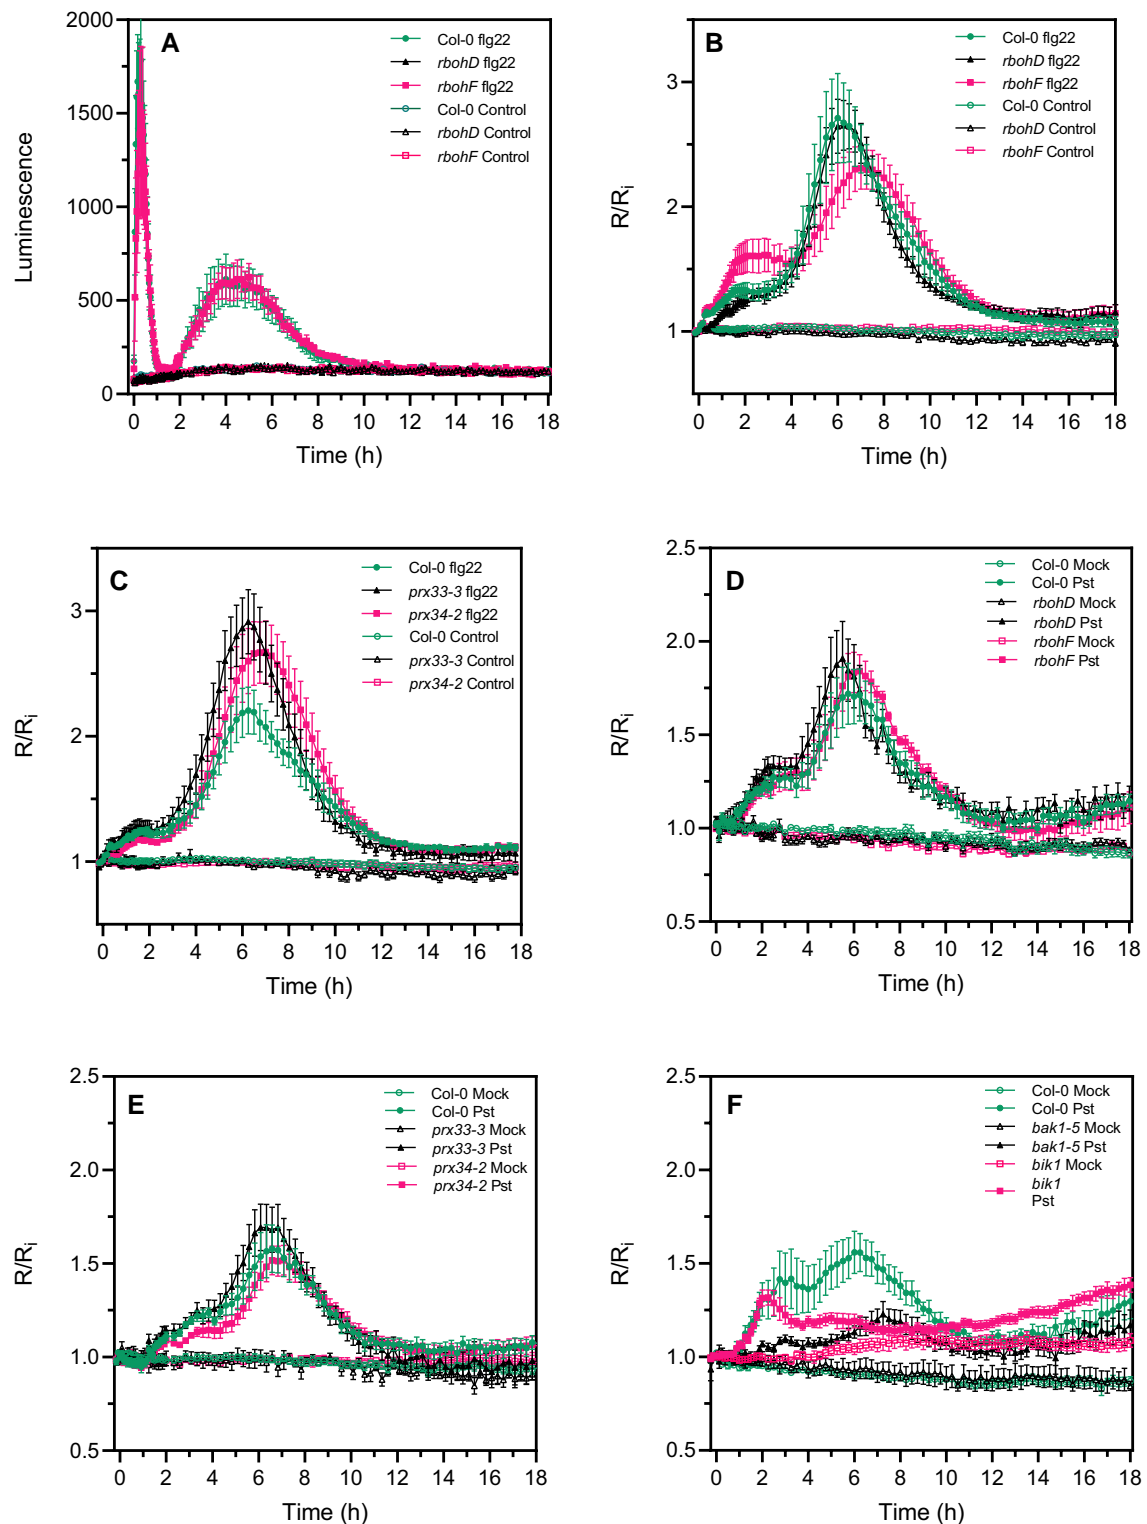 A
2000
1500
1000
500
0
Luminescence
0 2 4 6 8 10 12 14 16 18
Time (h)
Col-0 flg22
rbohD flg22
rbohF flg22
Col-0 Control
rbohD Control
rbohF Control
B
3
2
1
R/Ri
0 2 4 6 8 10 12 14 16 18
Time (h)
Col-0 flg22
rbohD flg22
rbohF flg22
Col-0 Control
rbohD Control
rbohF Control
C
3
2
1
R/Ri
0 2 4 6 8 10 12 14 16 18
Time (h)
Col-0 flg22
prx33-3 flg22
prx34-2 flg22
Col-0 Control
prx33-3 Control
prx34-2 Control
D
2.5
2.0
1.5
1.0
0.5
R/Ri
0 2 4 6 8 10 12 14 16 18
Time (h)
Col-0 Mock
Col-0 Pst
rbohD Mock
rbohD Pst
rbohF Mock
rbohF Pst
E
2.5
2.0
1.5
1.0
0.5
R/Ri
0 2 4 6 8 10 12 14 16 18
Time (h)
Col-0 Mock
Col-0 Pst
prx33-3 Mock
prx33-3 Pst
prx34-2 Mock
prx34-2 Pst
F
2.5
2.0
1.5
1.0
0.5
R/Ri
0 2 4 6 8 10 12 14 16 18
Time (h)
Col-0 Mock
Col-0 Pst
bak1-5 Mock
bak1-5 Pst
bik1 Mock
bik1
Pst